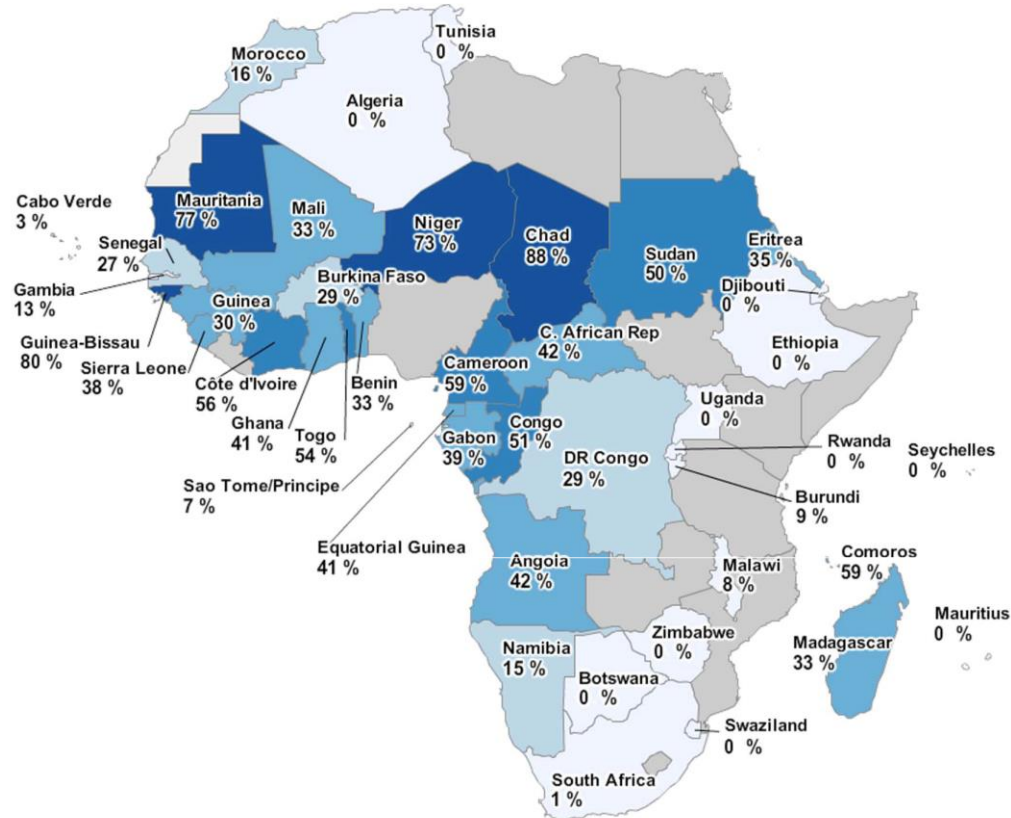 Tunisia
0 %
Morocco
16 %
Algeria
0 %
Mauritania
77 %
Mali
33 %
Niger
73 %
Chad
88 %
Sudan
50 %
Eritrea
35 %
Cabo Verde
3 %
Senegal
27 %
Gambia
13 %
Guinea-Bissau
80 %
Guinea
30 %
Sierra Leone
38 %
Burkina Faso
29 %
Djibouti
0 %
Ethiopia
0 %
C. African Rep
42 %
Cameroon
59 %
Côte d'Ivoire
56 %
Ghana
41 %
Togo
54 %
Benin
33 %
Uganda
0 %
Gabon
39 %
Congo
51 %
DR Congo
29 %
Rwanda
0 %
Seychelles
0 %
Burundi
9 %
Sao Tome/Principe
7 %
Equatorial Guinea
41 %
Angoia
42 %
Malawi
8 %
Comoros
59 %
Mauritius
0 %
Madagascar
33 %
Namibia
15 %
Zimbabwe
0 %
Botswana
0 %
Swaziland
0 %
South Africa
1 %